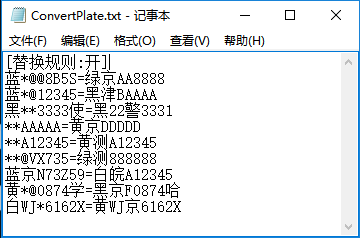 ConvertPlate.txt - 记事本
文件(F) 编辑(E) 格式(O) 查看(V) 帮助(H)
[替换规则:开]
蓝*@@8B5S=绿京AA8888
蓝*@12345=黑津BAAAA
黑**3333使=黑22警3331
**AAAAA=黄京DDDDD
**A12345=黄测A12345
**@VX735=绿测888888
蓝京N73Z59=白皖A12345
黄*@0874学=黑京F0874哈
白WJ*6162X=黄WJ京6162X